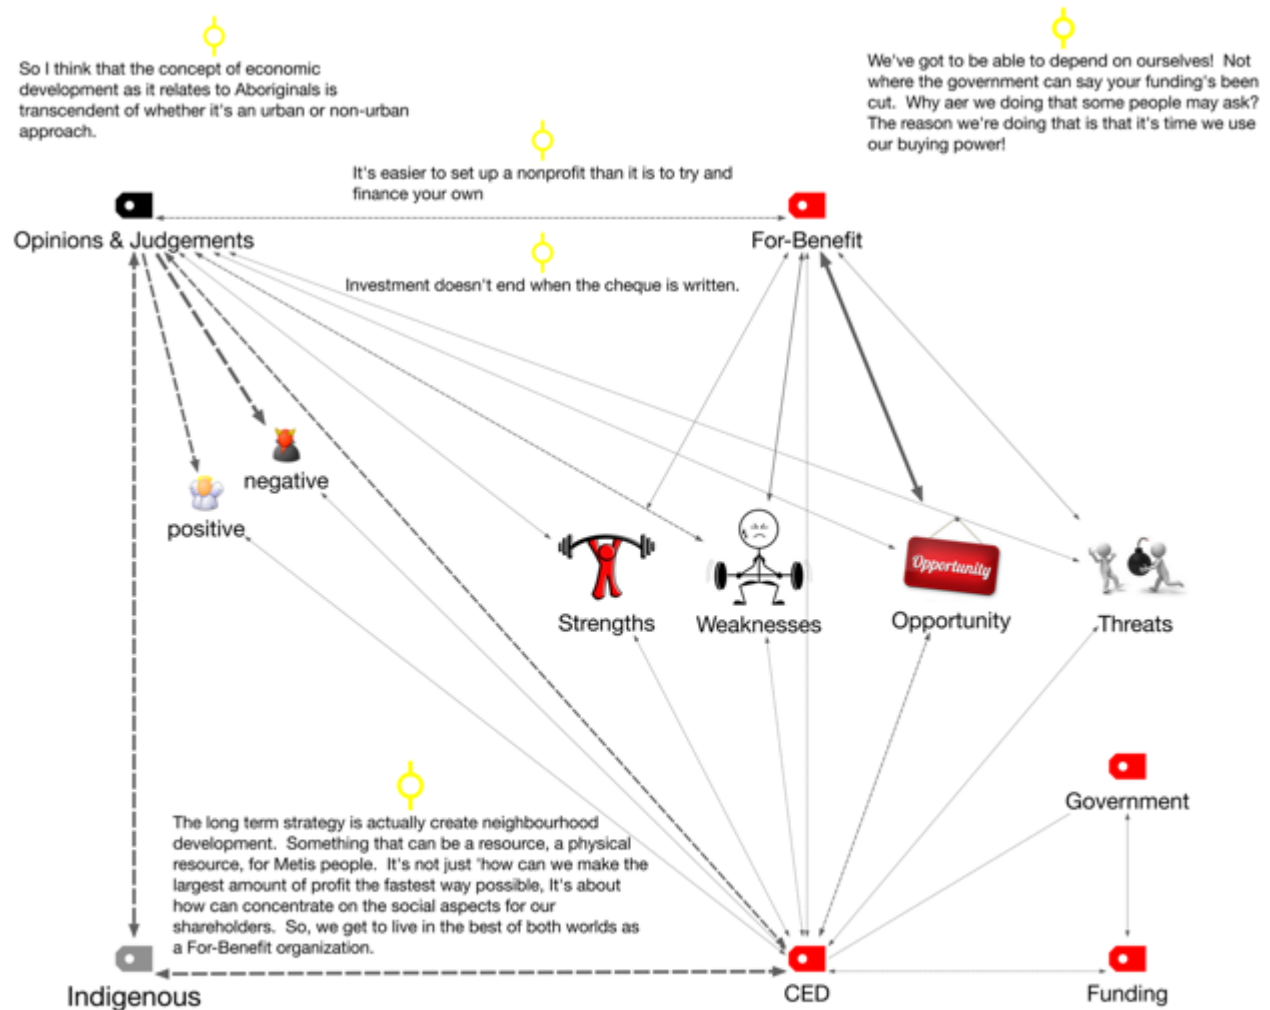 So I think that the concept of economic
development as it relates to Aboriginals is
transcendent of whether it's an urban or non-urban
approach.
We've got to be able to depend on ourselves! Not
where the government can say your funding's been
cut. Why aer we doing that some people may ask?
The reason we're doing that is that it's time we use
our buying power!
It's easier to set up a nonprofit than it is to try and
finance your own
Opinions & Judgements
For-Benefit
Investment doesn't end when the cheque is written.
negative
positive
Opportunity
Strengths
Weaknesses
Opportunity
Threats
Government
The long term strategy is actually create neighbourhood
development. Something that can be a resource, a physical
resource, for Metis people. It's not just 'how can we make the
largest amount of profit the fastest way possible, It's about
how can concentrate on the social aspects for our
shareholders. So, we get to live in the best of both worlds as
a For-Benefit organization.
Indigenous
CED
Funding